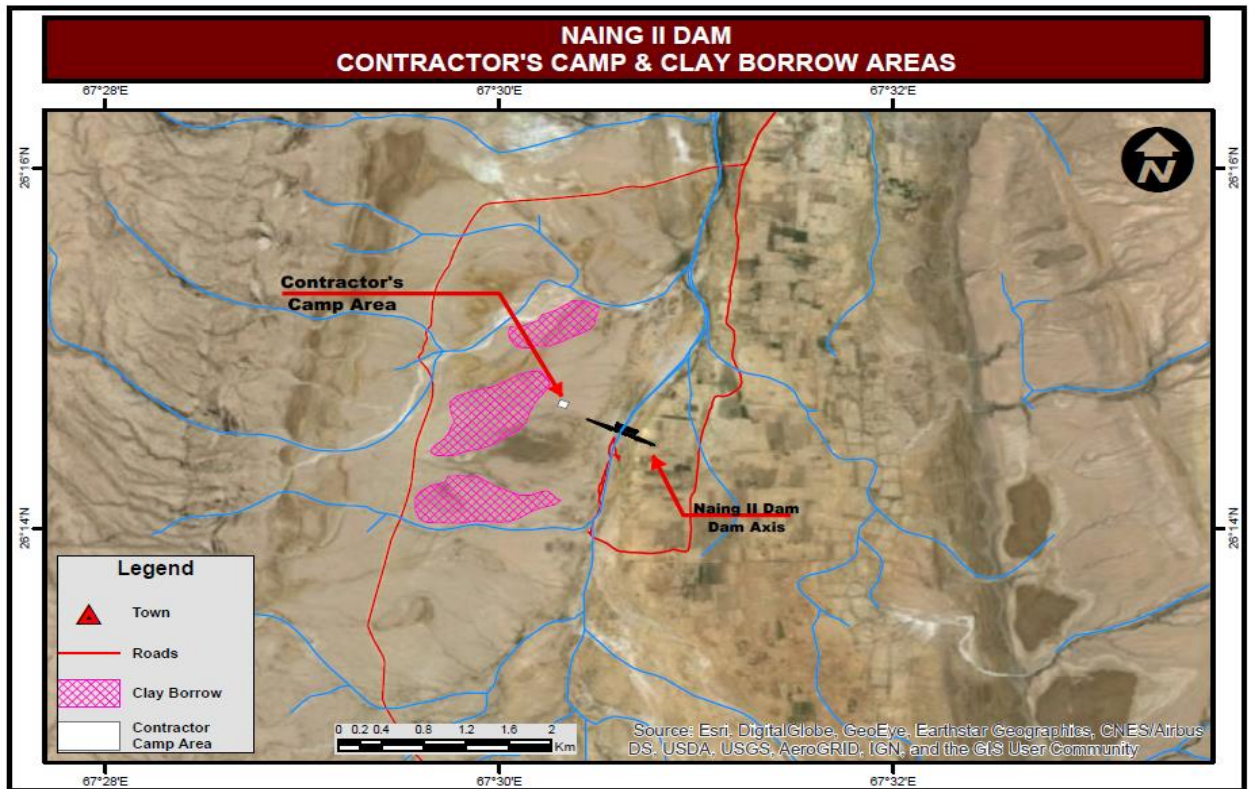 NAING II DAM
CONTRACTOR'S CAMP & CLAY BORROW AREAS
67°28'E
67°30'E
67°32'E
26°16'N
26°16'N
N
Contractor's
Camp Area
Naing II Dam
Dam Axis
26°14'N
26°14'N
Legend
Town
Roads
Clay Borrow
Contractor
Camp Area
0 0.2 0.4 0.8 1.2 1.6 2
Km
Source: Esri, DigitalGlobe, GeoEye, Earthstar Geographics, CNES/Airbus
DS, USDA, USGS, AeroGRID, IGN, and the GIS User Community
67°28'E
67°30'E
67°32'E